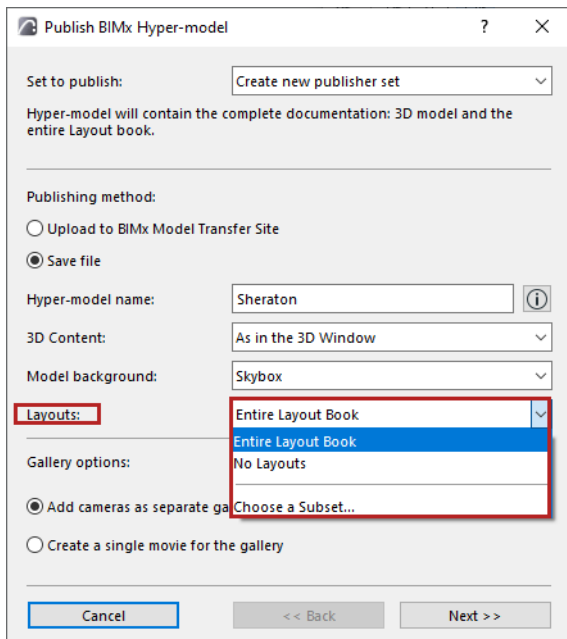 Publish BIMx Hyper-model
?
Set to publish:
Create new publisher set
Hyper-model will contain the complete documentation: 3D model and the
entire Layout book.
Publishing method:
Upload to BIMx Model Transfer Site
Save file
Hyper-model name:
Sheraton
3D Content:
As in the 3D Window
Model background:
Skybox
Layouts:
Entire Layout Book
Entire Layout Book
Gallery options:
No Layouts
Add cameras as separate ga
Choose a Subset...
Create a single movie for the gallery
Cancel
<< Back
Next >>